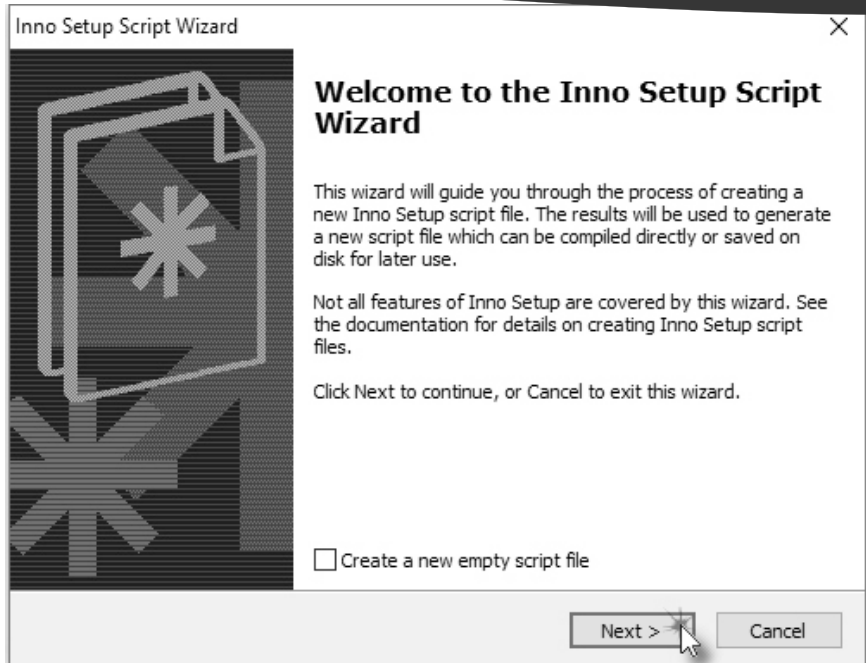 Inno Setup Script Wizard
Welcome to the Inno Setup Script
Wizard
This wizard will guide you through the process of creating a
new Inno Setup script file. The results will be used to generate
a new script file which can be compiled directly or saved on
disk for later use.
Not all features of Inno Setup are covered by this wizard. See
the documentation for details on creating Inno Setup script
files.
Click Next to continue, or Cancel to exit this wizard.
Create a new empty script file
Next >
Cancel